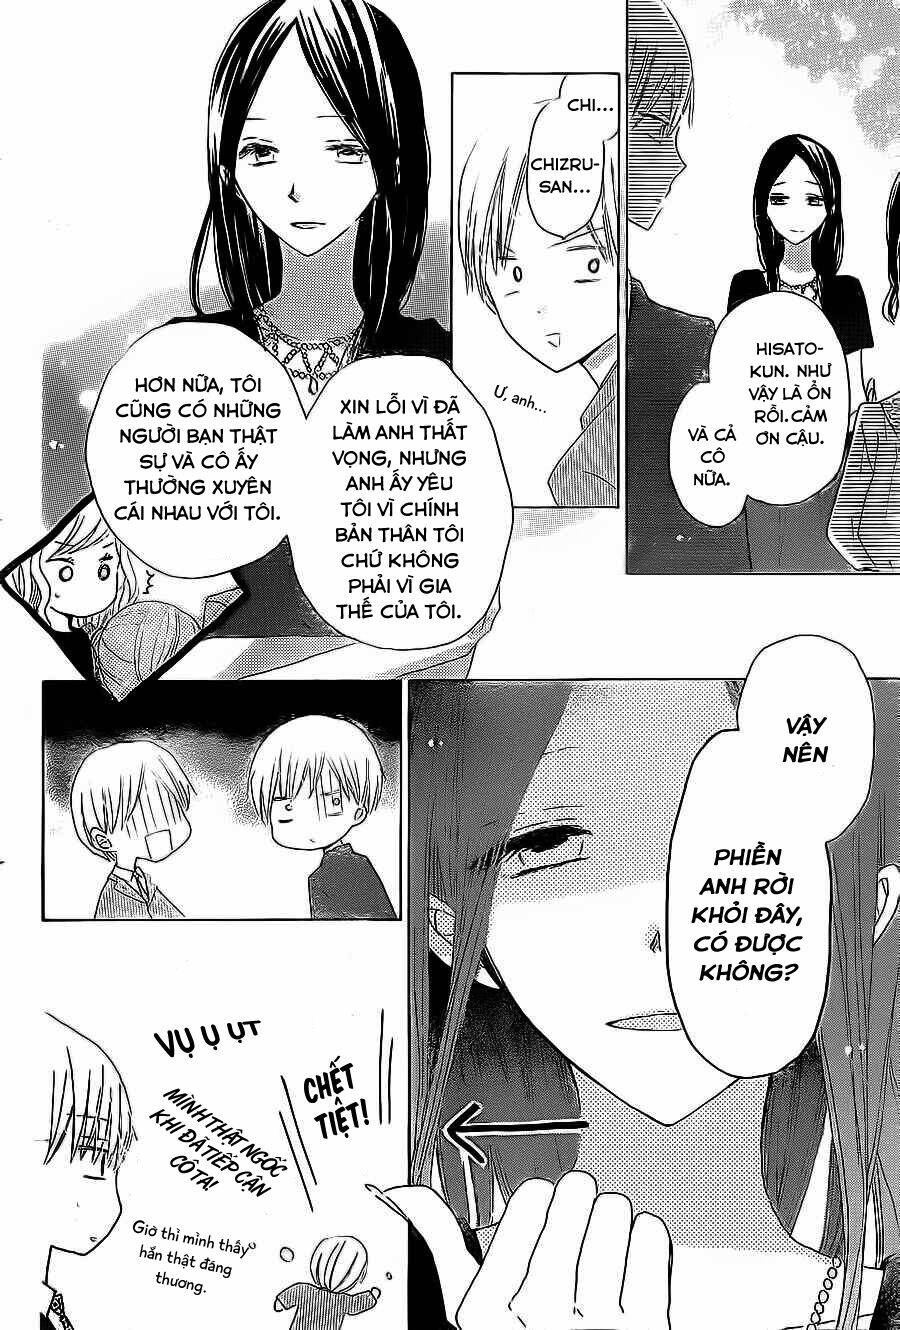 HISATO-
KUN. NHƯ
VẬY LÀ ỔN
RỒI.CẢM
ƠN CẬU.
VÀ CẢ
CÔ
NỮA.
CHI...
CHIZRU-
SAN...
Ư, anh...
XIN LỖI VÌ ĐÃ
LÀM ANH THẤT
VỌNG, NHƯNG
ANH ẤY YÊU
TÔI VÌ CHÍNH
BẢN THÂN TÔI
CHỨ KHÔNG
PHẢI VÌ GIA
THẾ CỦA TÔI.
HƠN NỮA, TÔI
CŨNG CÓ NHỮNG
NGƯỜI BẠN THẬT
SỰ VÀ CÔ ẤY
THƯỜNG XUYÊN
CÁI NHAU VỚI TÔI.
VẬY
NÊN
PHIỀN
ANH RỜI
KHỎI ĐÂY,
CÓ ĐƯỢC
KHÔNG?
CHẾT
TIỆT!
VỤ Ụ ỤT
MÌNH THẬT NGỐC
KHI ĐÃ TIẾP CẬN
CÔ TA!
Giờ thì mình thấy
hắn thật đáng
thương.